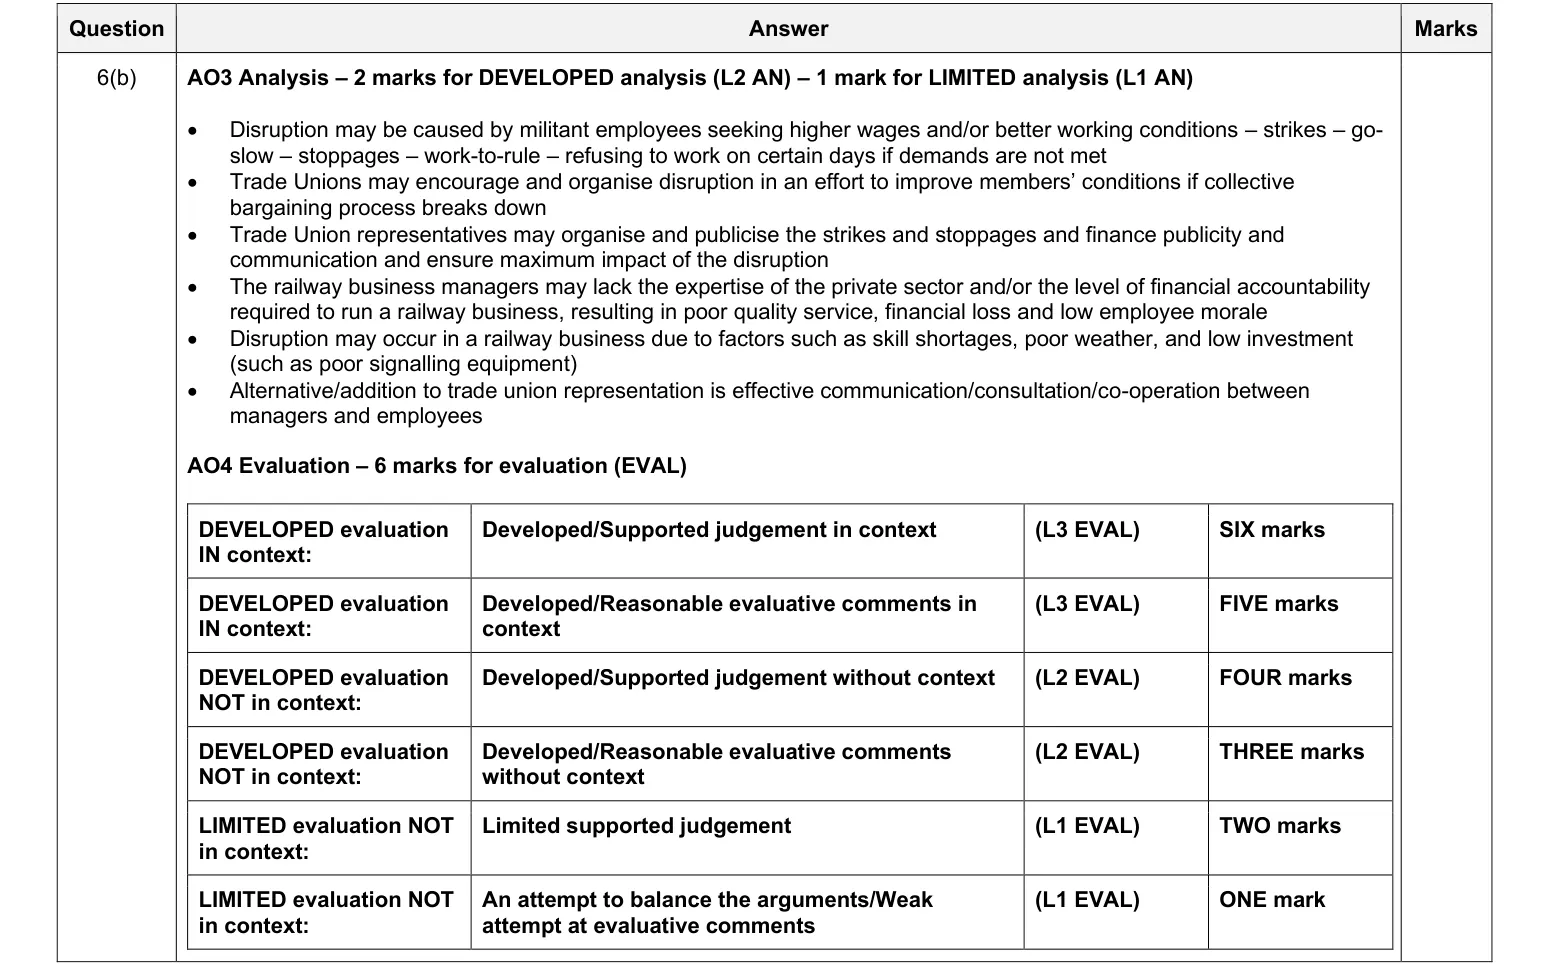 Question Answer Marks
6(b) AO3 Analysis – 2 marks for DEVELOPED analysis (L2 AN) – 1 mark for LIMITED analysis (L1 AN)
• Disruption may be caused by militant employees seeking higher wages and/or better working conditions – strikes – go-
slow – stoppages – work-to-rule – refusing to work on certain days if demands are not met
• Trade Unions may encourage and organise disruption in an effort to improve members’ conditions if collective
bargaining process breaks down
• Trade Union representatives may organise and publicise the strikes and stoppages and finance publicity and
communication and ensure maximum impact of the disruption
• The railway business managers may lack the expertise of the private sector and/or the level of financial accountability
required to run a railway business, resulting in poor quality service, financial loss and low employee morale
• Disruption may occur in a railway business due to factors such as skill shortages, poor weather, and low investment
(such as poor signalling equipment)
• Alternative/addition to trade union representation is effective communication/consultation/co-operation between
managers and employees
AO4 Evaluation – 6 marks for evaluation (EVAL)
DEVELOPED evaluation Developed/Supported judgement in context (L3 EVAL) SIX marks
IN context:
DEVELOPED evaluation Developed/Reasonable evaluative comments in (L3 EVAL) FIVE marks
IN context: context
DEVELOPED evaluation Developed/Supported judgement without context (L2 EVAL) FOUR marks
NOT in context:
DEVELOPED evaluation Developed/Reasonable evaluative comments (L2 EVAL) THREE marks
NOT in context: without context
LIMITED evaluation NOT Limited supported judgement (L1 EVAL) TWO marks
in context:
LIMITED evaluation NOT An attempt to balance the arguments/Weak (L1 EVAL) ONE mark
in context: attempt at evaluative comments